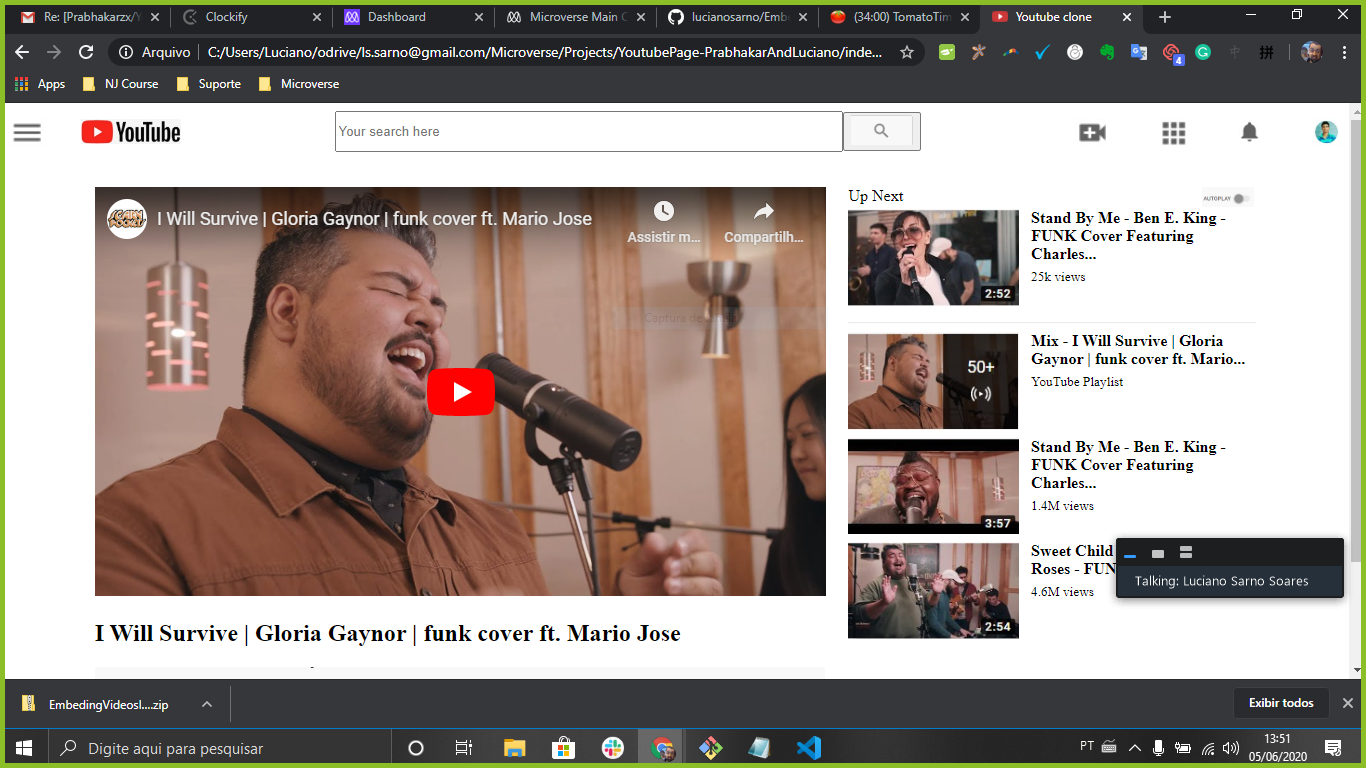 Re: [Prabhakarzx/Y
Clockify
Dashboard
Microverse Main C
lucianosarno/Embe
(34:00) TomatoTim
Youtube clone
Arquivo
C:/Users/Luciano/odrive/ls.sarno@gmail.com/Microverse/Projects/YoutubePage-PrabhakarAndLuciano/inde...
4
Apps
NJ Course
Suporte
Microverse
YouTube
Your search here
I Will Survive | Gloria Gaynor | funk cover ft. Mario Jose
Assistir m...
Compartilh...
Up Next
AUTOPLAY
Stand By Me - Ben E. King -
FUNK Cover Featuring
Charles...
25k views
2:52
Mix - I Will Survive | Gloria
Gaynor | funk cover ft. Mario...
YouTube Playlist
50+
Stand By Me - Ben E. King -
FUNK Cover Featuring
Charles...
1.4M views
3:57
Sweet Child
Roses - FUN
4.6M views
2:54
Talking: Luciano Sarno Soares
I Will Survive | Gloria Gaynor | funk cover ft. Mario Jose
EmbedingVideosI....zip
Exibir todos
Digite aqui para pesquisar
PT
13:51
05/06/2020